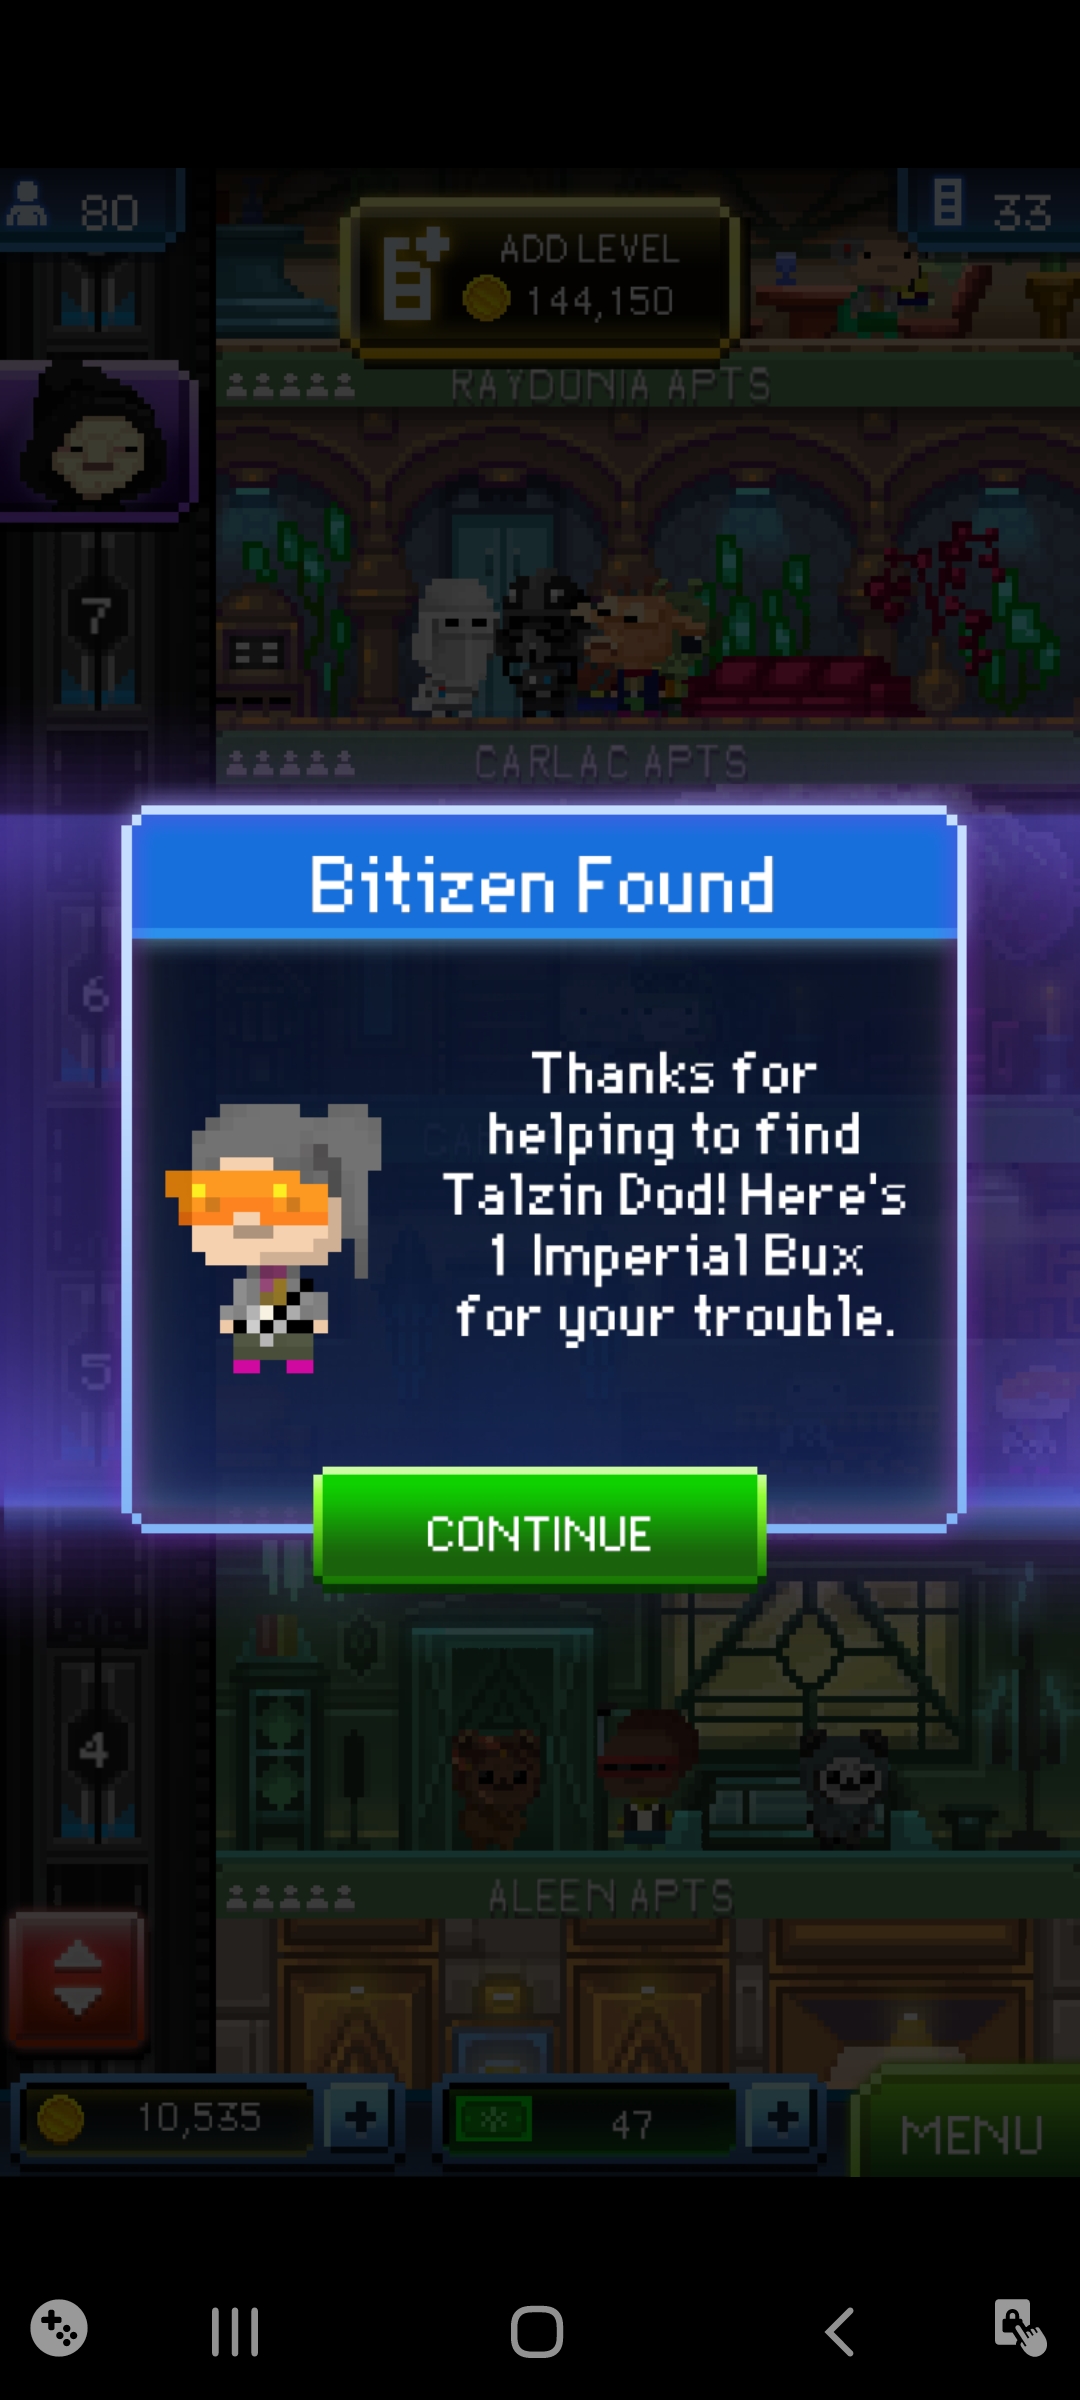 80
33
ADD LEVEL
144,150
RAYDONIA APTS
7
CARLAC APTS
Bitizen Found
6
Thanks for
helping to find
Talzin Dod! Here's
1 Imperial Bux
for your trouble.
5
CONTINUE
4
ALEEN APTS
10,535
47
MENU